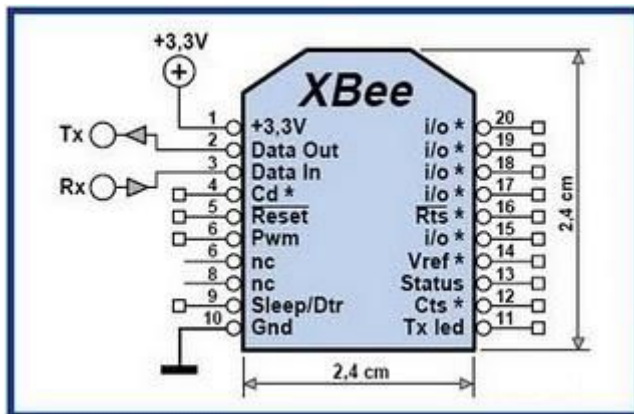 +3,3V
XBee
1 +3,3V i/o * 20
Tx 2 Data Out i/o * 19
3 Data In i/o * 18
Rx 4 Cd * i/o * 17
5 Reset Rts * 16
6 Pwm i/o * 15
6 nc Vref * 14
8 nc Status 13
9 Sleep/Dtr Cts * 12
10 Gnd Tx led 11
2,4 cm
2,4 cm